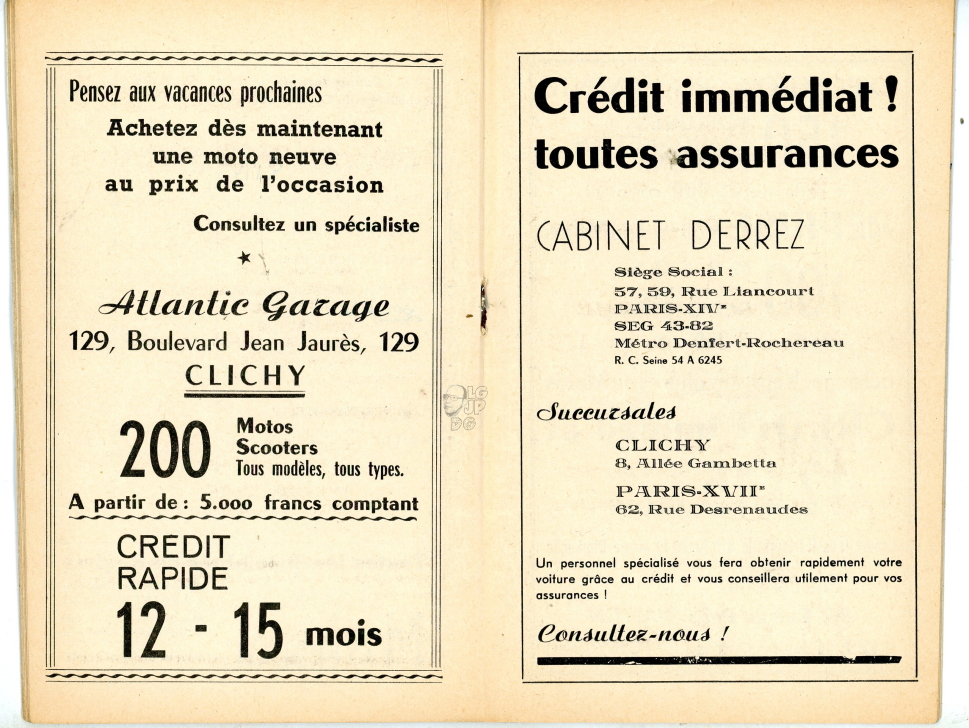 Pensez aux vacances prochaines
Achetez dès maintenant
une moto neuve
au prix de l'occasion
Consultez un spécialiste
Atlantic Garage
129, Boulevard Jean Jaurès, 129
CLICHY
200
Motos
Scooters
Tous modèles, tous types.
A partir de : 5.000 francs comptant
CREDIT
RAPIDE
12 - 15 mois
Crédit immédiat !
toutes assurances
CABINET DERREZ
Siège Social :
57, 59, Rue Liancourt
PARIS-XIVᵉ
SEG 43-82
Métro Denfert-Rochereau
R. C. Seine 54 A 6245
Succursales
CLICHY
8, Allée Gambetta
PARIS-XVIIᵉ
62, Rue Desrenaudes
Un personnel spécialisé vous fera obtenir rapidement votre
voiture grâce au crédit et vous conseillera utilement pour vos
assurances !
Consultez-nous !
LG
JP
DG